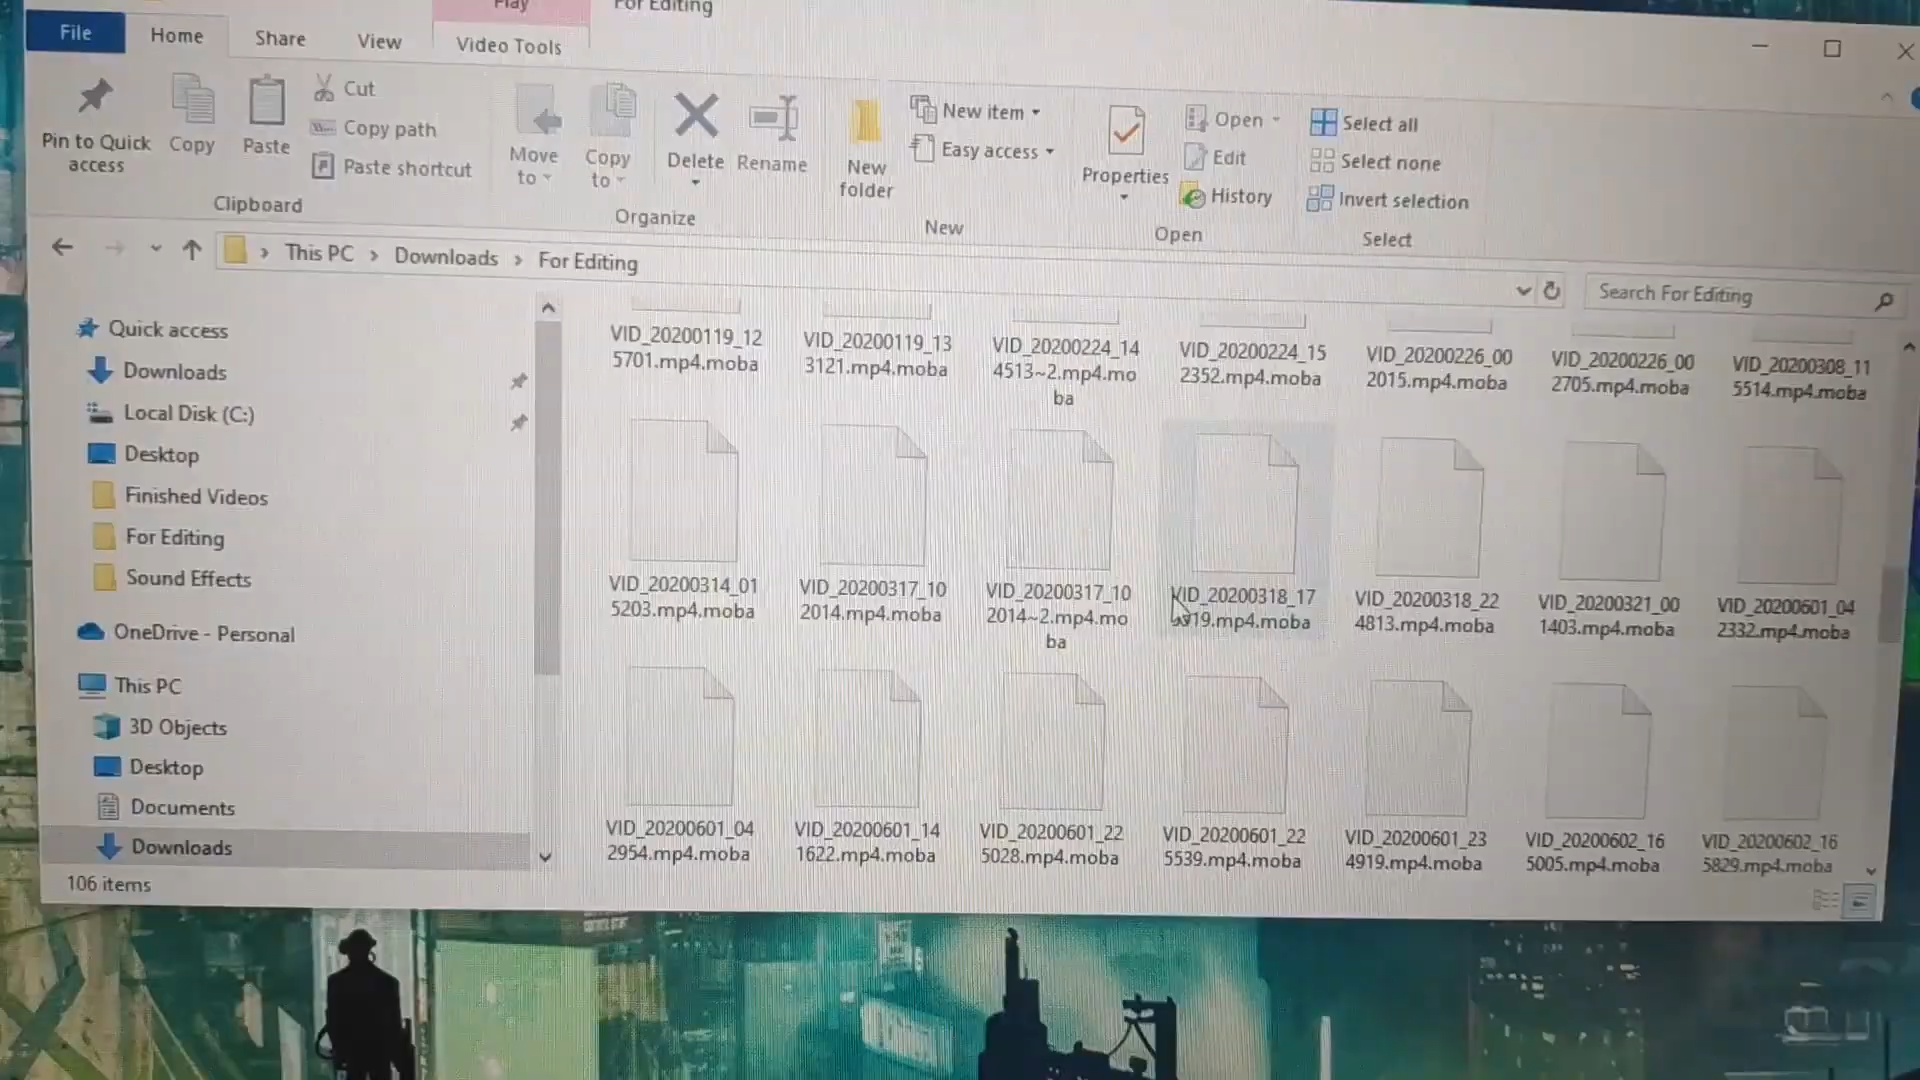 Play
For Editing
File
Home
Share
View
Video Tools
Pin to Quick
access
Copy
Paste
Cut
Copy path
Paste shortcut
Clipboard
Move
to
Copy
to
Delete
Rename
Organize
New
folder
New item
Easy access
New
Properties
Open
Edit
History
Open
Select all
Select none
Invert selection
Select
This PC > Downloads > For Editing
Search For Editing
Quick access
Downloads
Local Disk (C:)
Desktop
Finished Videos
For Editing
Sound Effects
OneDrive - Personal
This PC
3D Objects
Desktop
Documents
Downloads
106 items
VID_20200119_12
5701.mp4.moba
VID_20200119_13
3121.mp4.moba
VID_20200224_14
4513~2.mp4.mo
ba
VID_20200224_15
2352.mp4.moba
VID_20200226_00
2015.mp4.moba
VID_20200226_00
2705.mp4.moba
VID_20200308_11
5514.mp4.moba
VID_20200314_01
5203.mp4.moba
VID_20200317_10
2014.mp4.moba
VID_20200317_10
2014~2.mp4.mo
ba
VID_20200318_17
19.mp4.moba
VID_20200318_22
4813.mp4.moba
VID_20200321_00
1403.mp4.moba
VID_20200601_04
2332.mp4.moba
VID_20200601_04
2954.mp4.moba
VID_20200601_14
1622.mp4.moba
VID_20200601_22
5028.mp4.moba
VID_20200601_22
5539.mp4.moba
VID_20200601_23
4919.mp4.moba
VID_20200602_16
5005.mp4.moba
VID_20200602_16
5829.mp4.moba